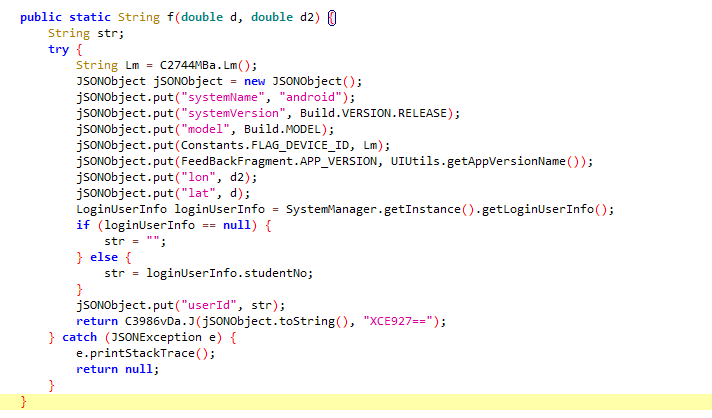 public static String f(double d, double d2) {
    String str;
    try {
        String Lm = C2744MBa.Lm();
        JSONObject jSONObject = new JSONObject();
        jSONObject.put("systemName", "android");
        jSONObject.put("systemVersion", Build.VERSION.RELEASE);
        jSONObject.put("model", Build.MODEL);
        jSONObject.put(Constants.FLAG_DEVICE_ID, Lm);
        jSONObject.put(FeedBackFragment.APP_VERSION, UIUtils.getAppVersionName());
        jSONObject.put("lon", d2);
        jSONObject.put("lat", d);
        LoginUserInfo loginUserInfo = SystemManager.getInstance().getLoginUserInfo();
        if (loginUserInfo == null) {
            str = "";
        } else {
            str = loginUserInfo.studentNo;
        }
        jSONObject.put("userId", str);
        return C3986vDa.J(jSONObject.toString(), "XCE927==");
    } catch (JSONException e) {
        e.printStackTrace();
        return null;
    }
}